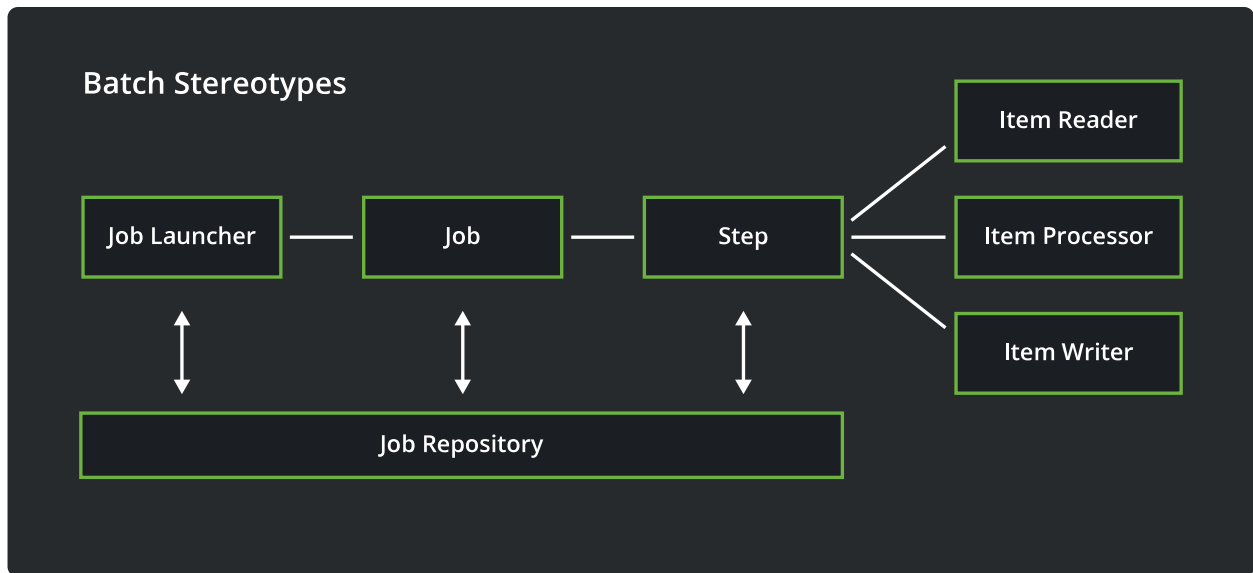 Batch Stereotypes
Item Reader
Job Launcher
Job
Step
Item Processor
Item Writer
Job Repository